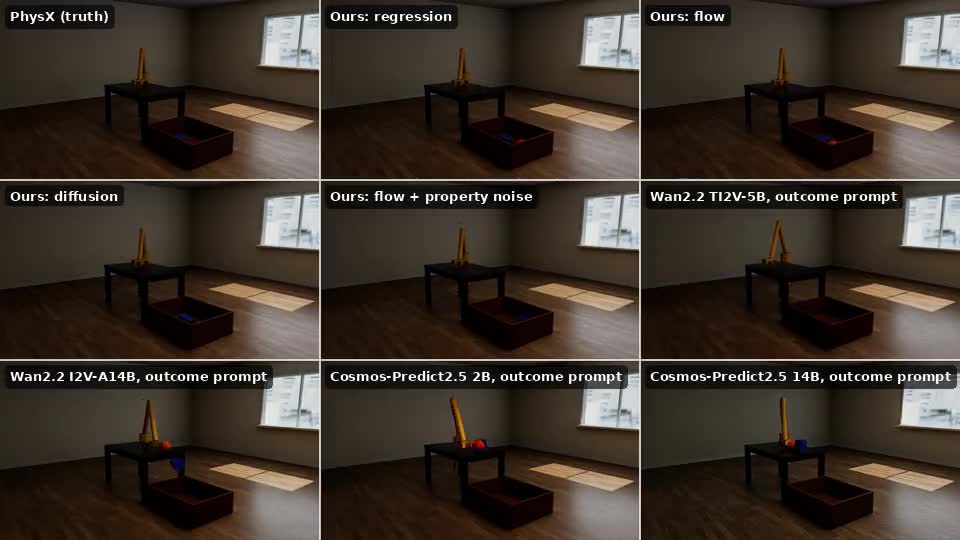 PhysX (truth)
Ours: regression
Ours: flow
Ours: diffusion
Ours: flow + property noise
Wan2.2 TI2V-5B, outcome prompt
Wan2.2 I2V-A14B, outcome prompt
Cosmos-Predict2.5 2B, outcome prompt
Cosmos-Predict2.5 14B, outcome prompt